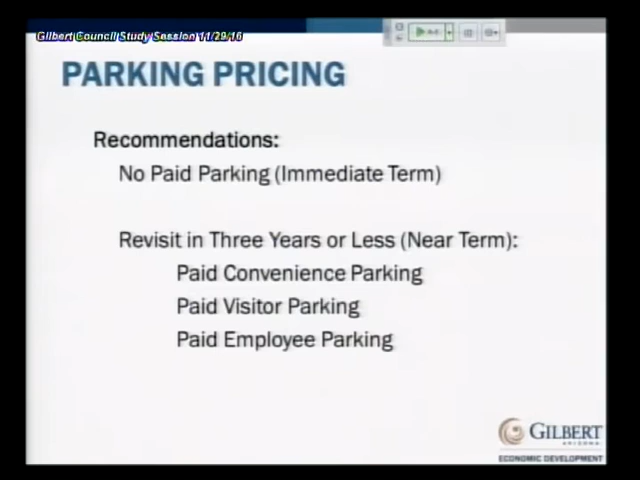 Gilbert Council Study Session 11/29/16
PARKING PRICING
Recommendations:
No Paid Parking (Immediate Term)
Revisit in Three Years or Less (Near Term):
Paid Convenience Parking
Paid Visitor Parking
Paid Employee Parking
GILBERT
ARIZONA
ECONOMIC DEVELOPMENT